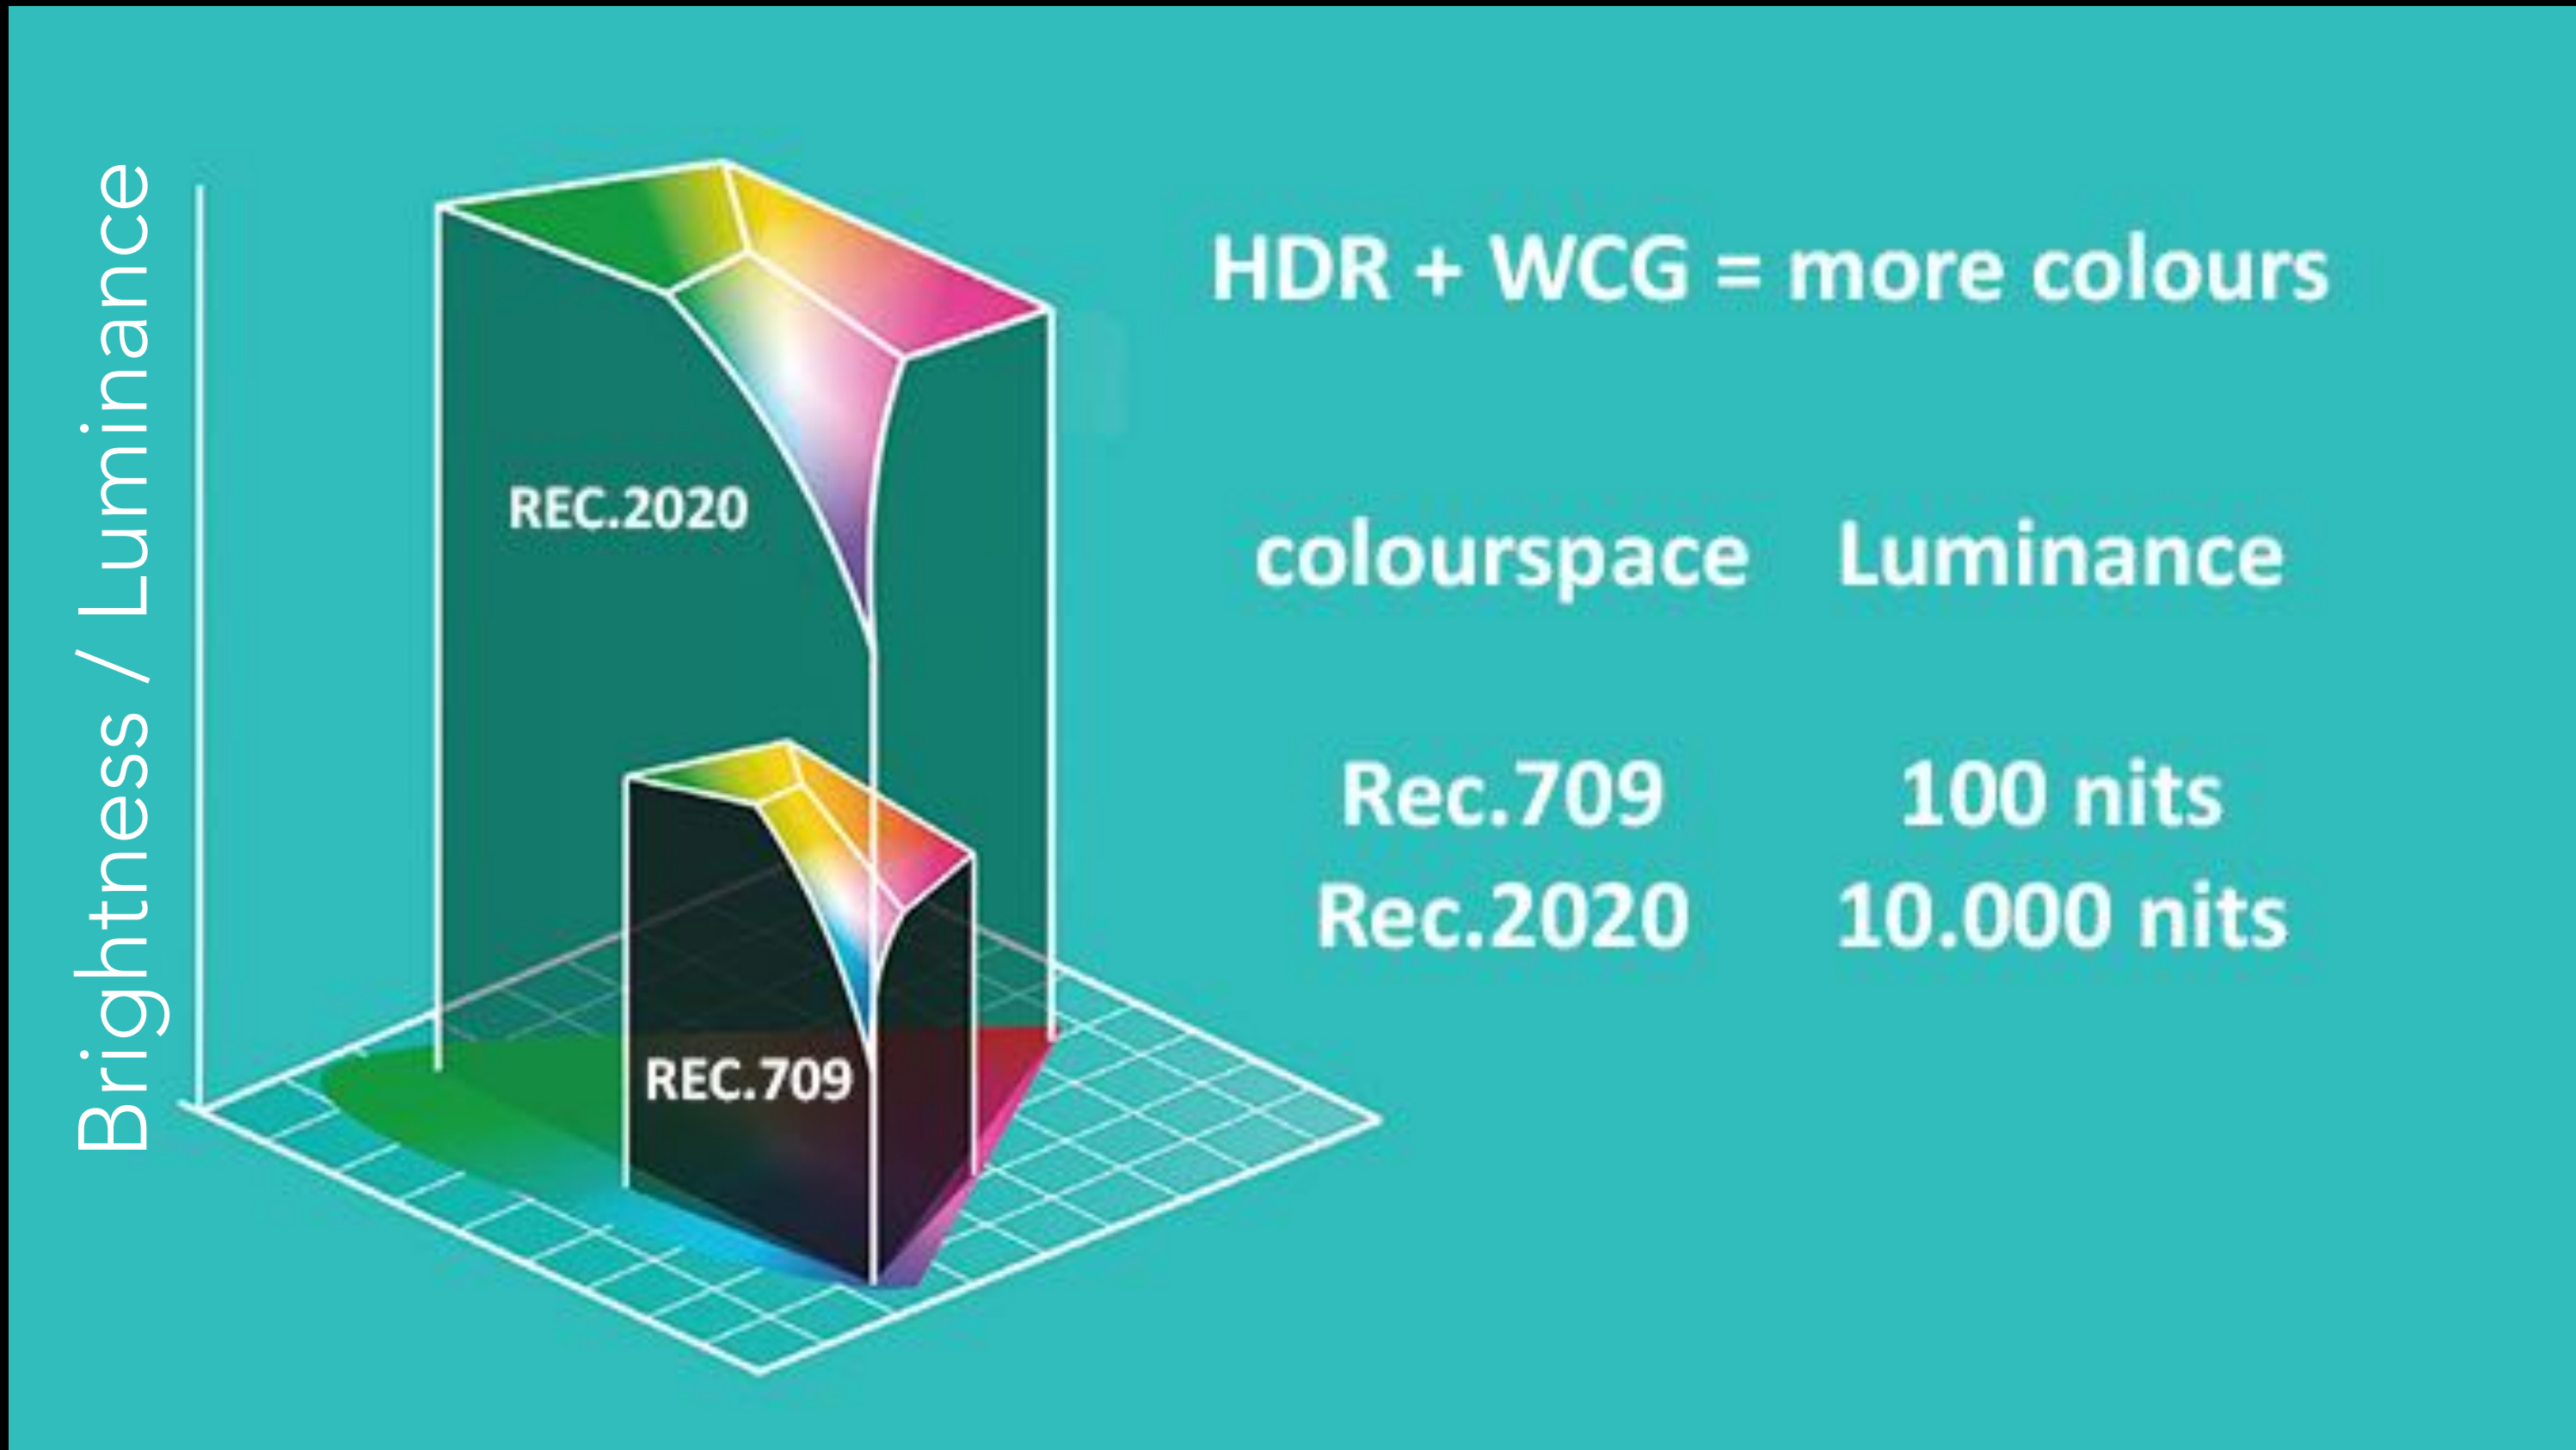 Brightness / Luminance
HDR + WCG = more colours
REC.2020
REC.709
colourspace Luminance
Rec.709 100 nits
Rec.2020 10.000 nits